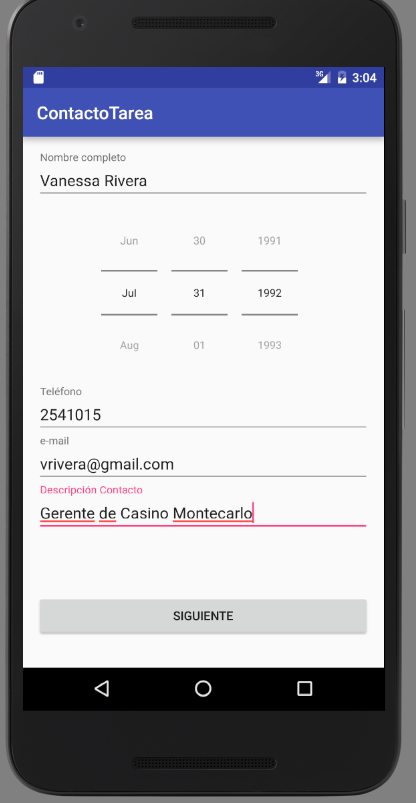 3G 3:04
ContactoTarea
Nombre completo
Vanessa Rivera
Jun 30 1991
Jul 31 1992
Aug 01 1993
Teléfono
2541015
e-mail
vrivera@gmail.com
Descripción Contacto
Gerente de Casino Montecarlo
SIGUIENTE